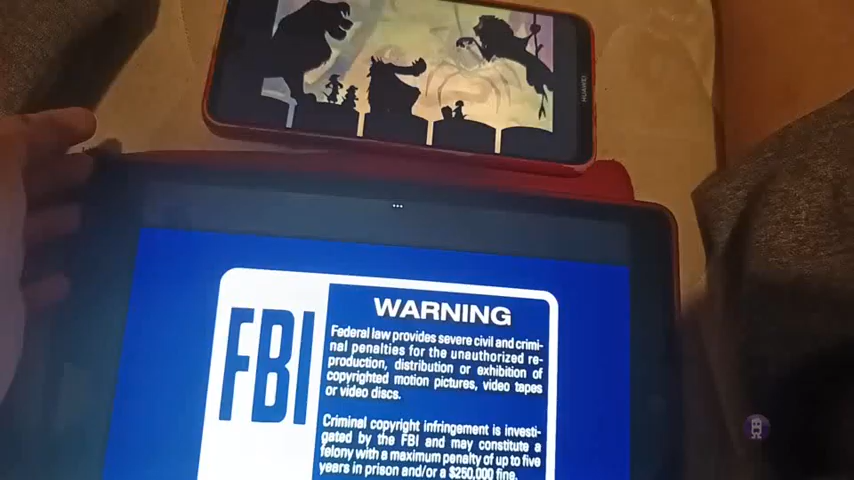 HUAWEI
FBI
WARNING
Federal law provides severe civil and crimi-
nal penalties for the unauthorized re-
production, distribution or exhibition of
copyrighted motion pictures, video tapes
or video discs.
Criminal copyright infringement is investi-
gated by the FBI and may constitute a
felony with a maximum penalty of up to five
years in prison and/or a $250,000 fine.